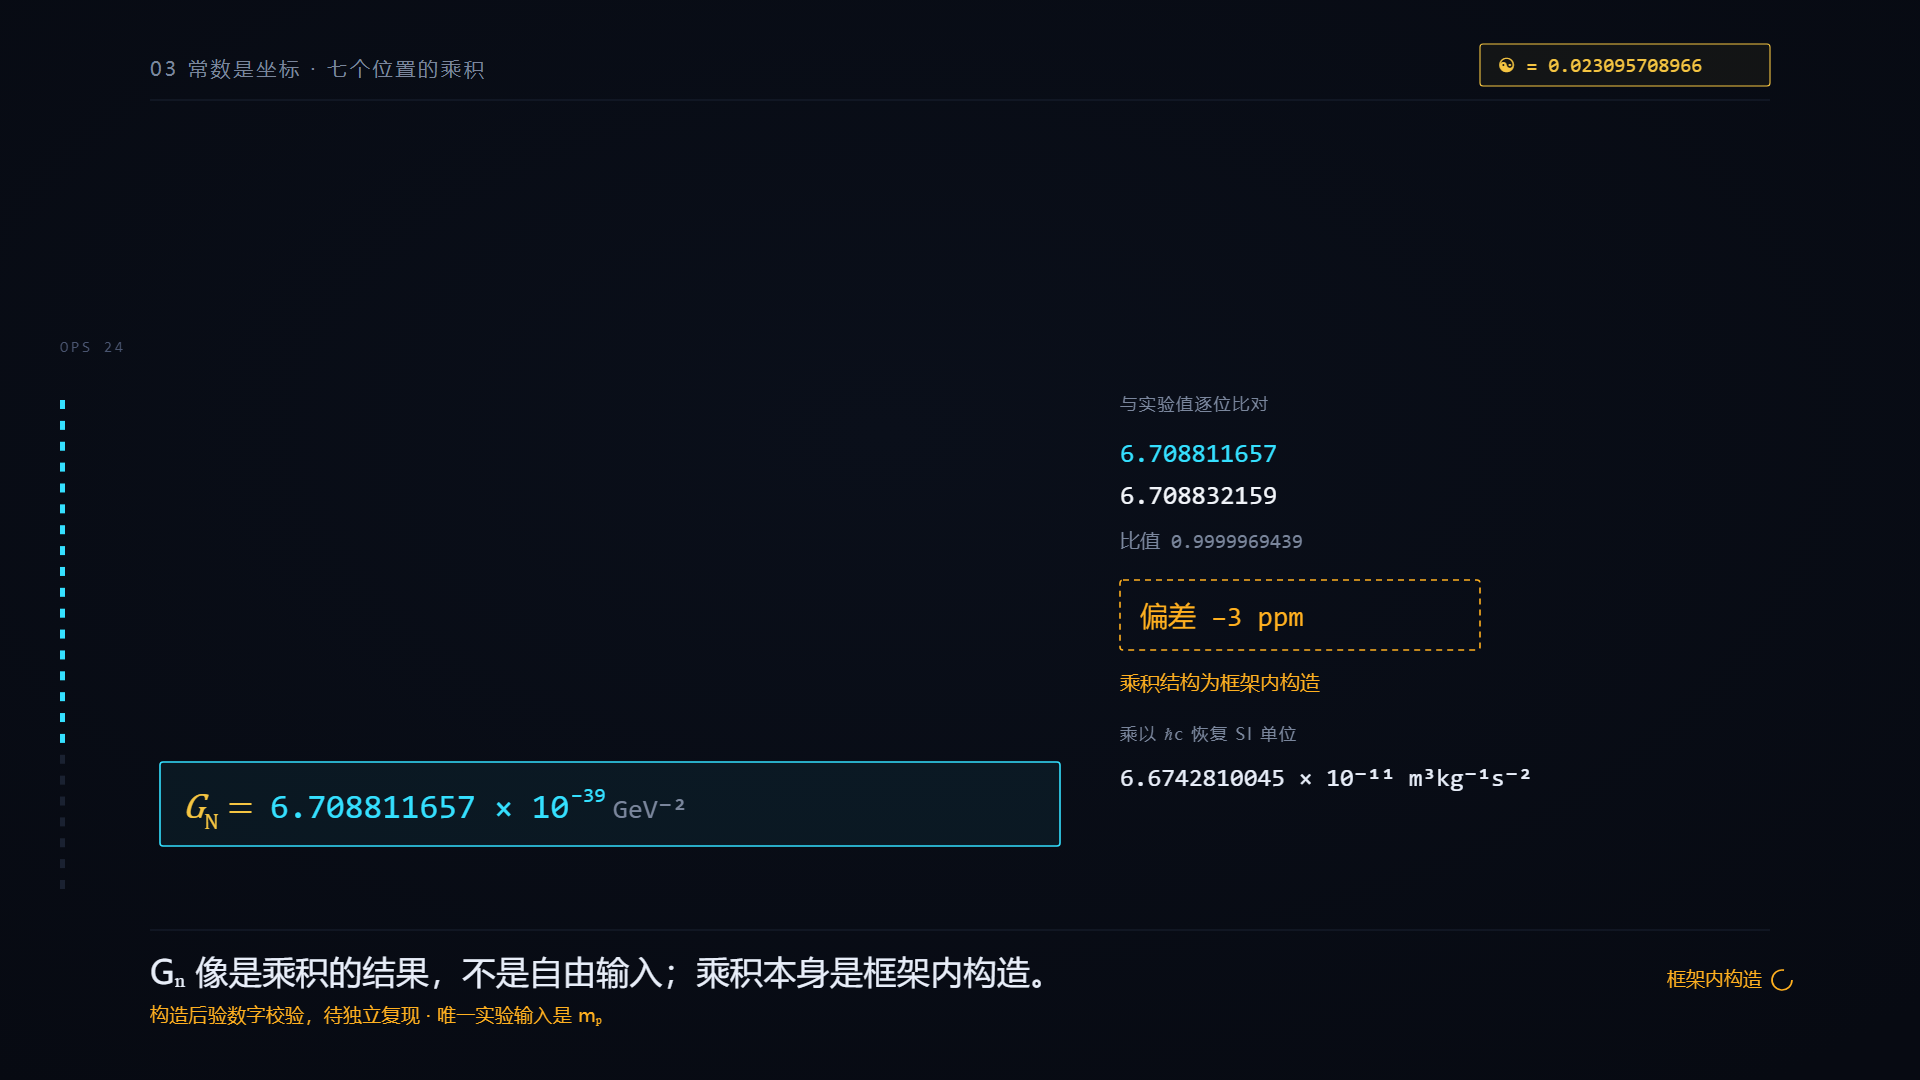 03 常数是坐标 · 七个位置的乘积
☯ = 0.023095708966
OPS 24
与实验值逐位比对
6.708811657
6.708832159
比值 0.9999969439
偏差 −3 ppm
乘积结构为框架内构造
乘以 ℏc 恢复 SI 单位
6.6742810045 × 10⁻¹¹ m³kg⁻¹s⁻²
G_N = 6.708811657 × 10⁻³⁹ GeV⁻²
Gₙ 像是乘积的结果，不是自由输入；乘积本身是框架内构造。
框架内构造
构造后验数字校验，待独立复现 · 唯一实验输入是 mₚ